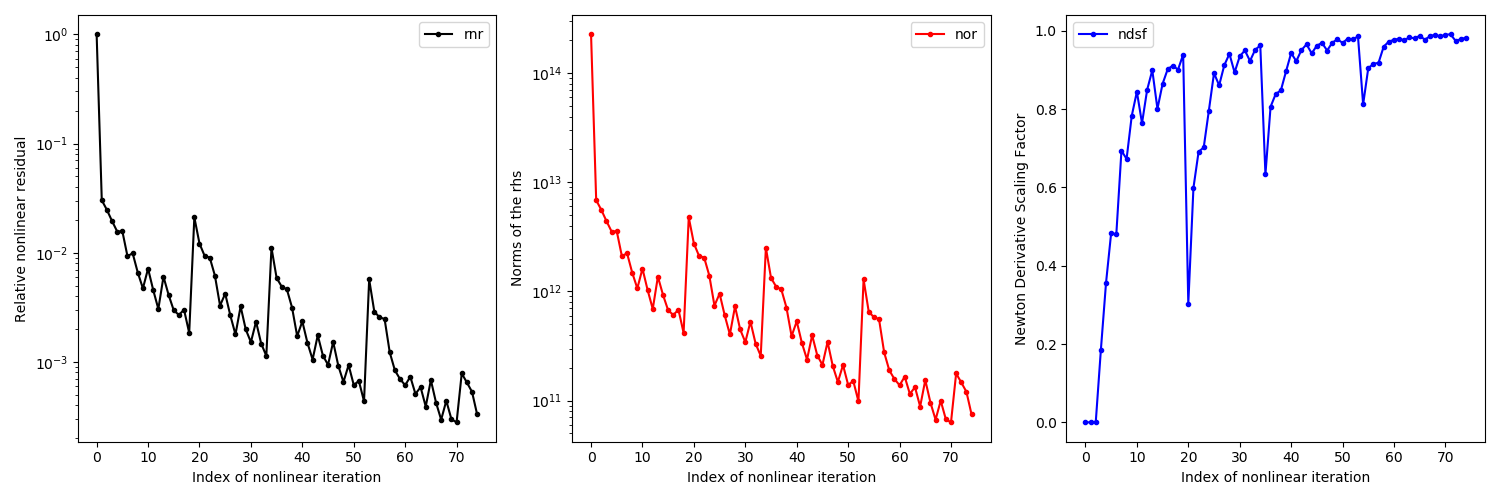 Relative nonlinear residual
10^0
10^-1
10^-2
10^-3
rnr
0 10 20 30 40 50 60 70
Index of nonlinear iteration
Norms of the rhs
10^14
10^13
10^12
10^11
nor
0 10 20 30 40 50 60 70
Index of nonlinear iteration
Newton Derivative Scaling Factor
1.0
0.8
0.6
0.4
0.2
0.0
ndsf
0 10 20 30 40 50 60 70
Index of nonlinear iteration